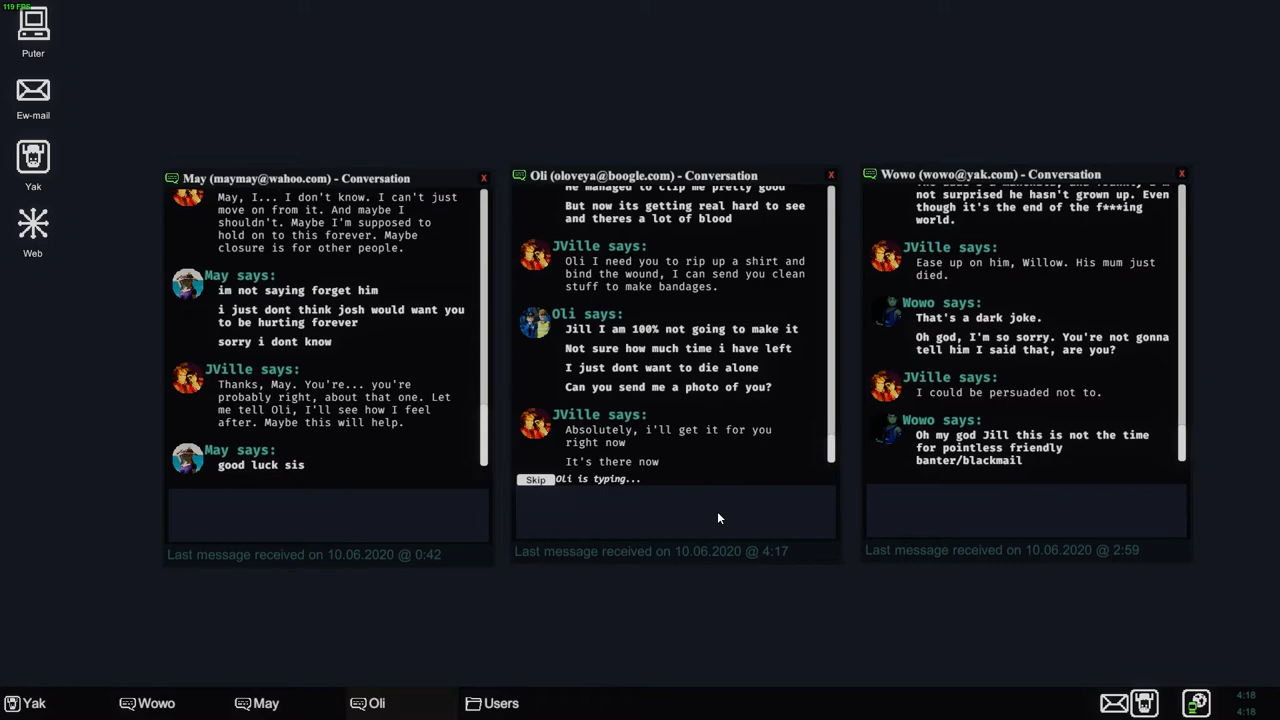 119 FPS
Puter
Ew-mail
Yak
Web
May (maymay@wahoo.com) - Conversation
X
May, I... I don't know. I can't just
move on from it. And maybe I
shouldn't. Maybe I'm supposed to
hold on to this forever. Maybe
closure is for other people.
May says:
im not saying forget him
i just dont think josh would want you
to be hurting forever
sorry i dont know
JVille says:
Thanks, May. You're... you're
probably right, about that one. Let
me tell Oli, I'll see how I feel
after. Maybe this will help.
May says:
good luck sis
Last message received on 10.06.2020 @ 0:42
Oli (oloveya@boogle.com) - Conversation
X
He managed to clip me pretty good
But now its getting real hard to see
and theres a lot of blood
JVille says:
Oli I need you to rip up a shirt and
bind the wound, I can send you clean
stuff to make bandages.
Oli says:
Jill I am 100% not going to make it
Not sure how much time i have left
I just dont want to die alone
Can you send me a photo of you?
JVille says:
Absolutely, i'll get it for you
right now
It's there now
Skip Oli is typing...
Last message received on 10.06.2020 @ 4:17
Wowo (wowo@yak.com) - Conversation
X
not surprised he hasn't grown up. Even
though it's the end of the f***ing
world.
JVille says:
Ease up on him, Willow. His mum just
died.
Wowo says:
That's a dark joke.
Oh god, I'm so sorry. You're not gonna
tell him I said that, are you?
JVille says:
I could be persuaded not to.
Wowo says:
Oh my god Jill this is not the time
for pointless friendly
banter/blackmail
Last message received on 10.06.2020 @ 2:59
Yak
Wowo
May
Oli
Users
4:18
4:18